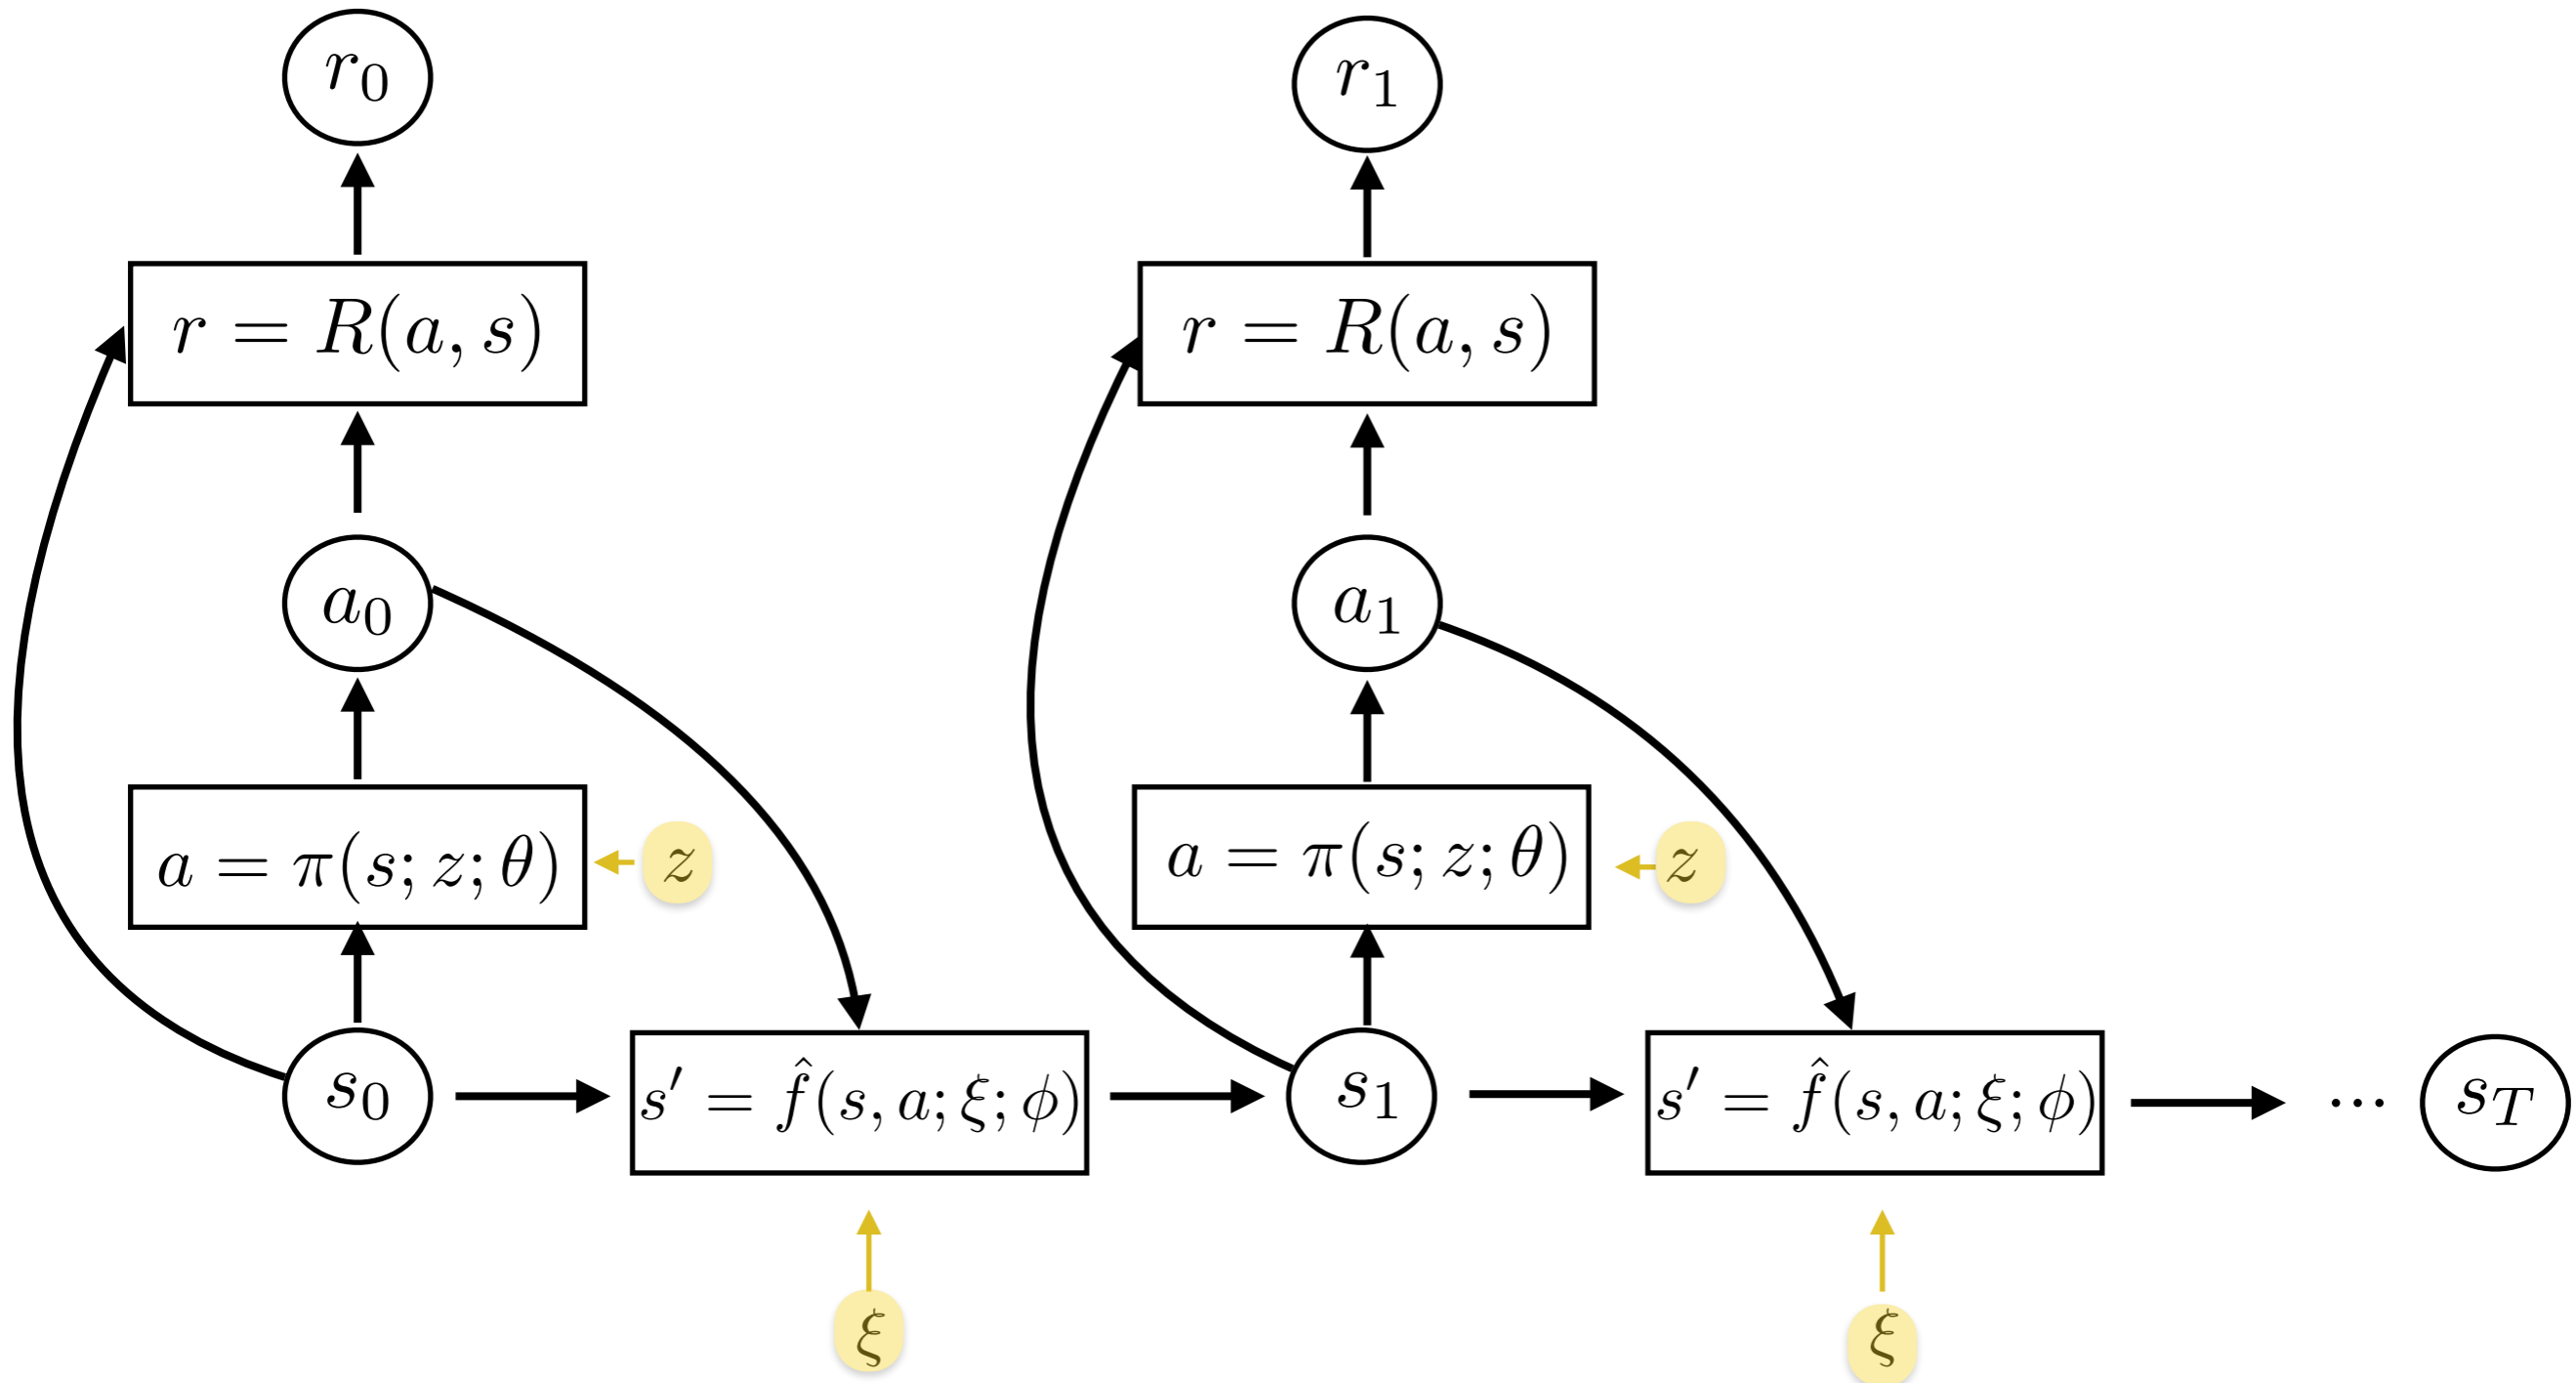 r₀ r₁
r = R(a, s) r = R(a, s)
a₀ a₁
a = π(s; z; θ) z a = π(s; z; θ) z
s₀ s′ = f̂(s, a; ξ; ϕ) s₁ s′ = f̂(s, a; ξ; ϕ) ··· s_T
ξ ξ